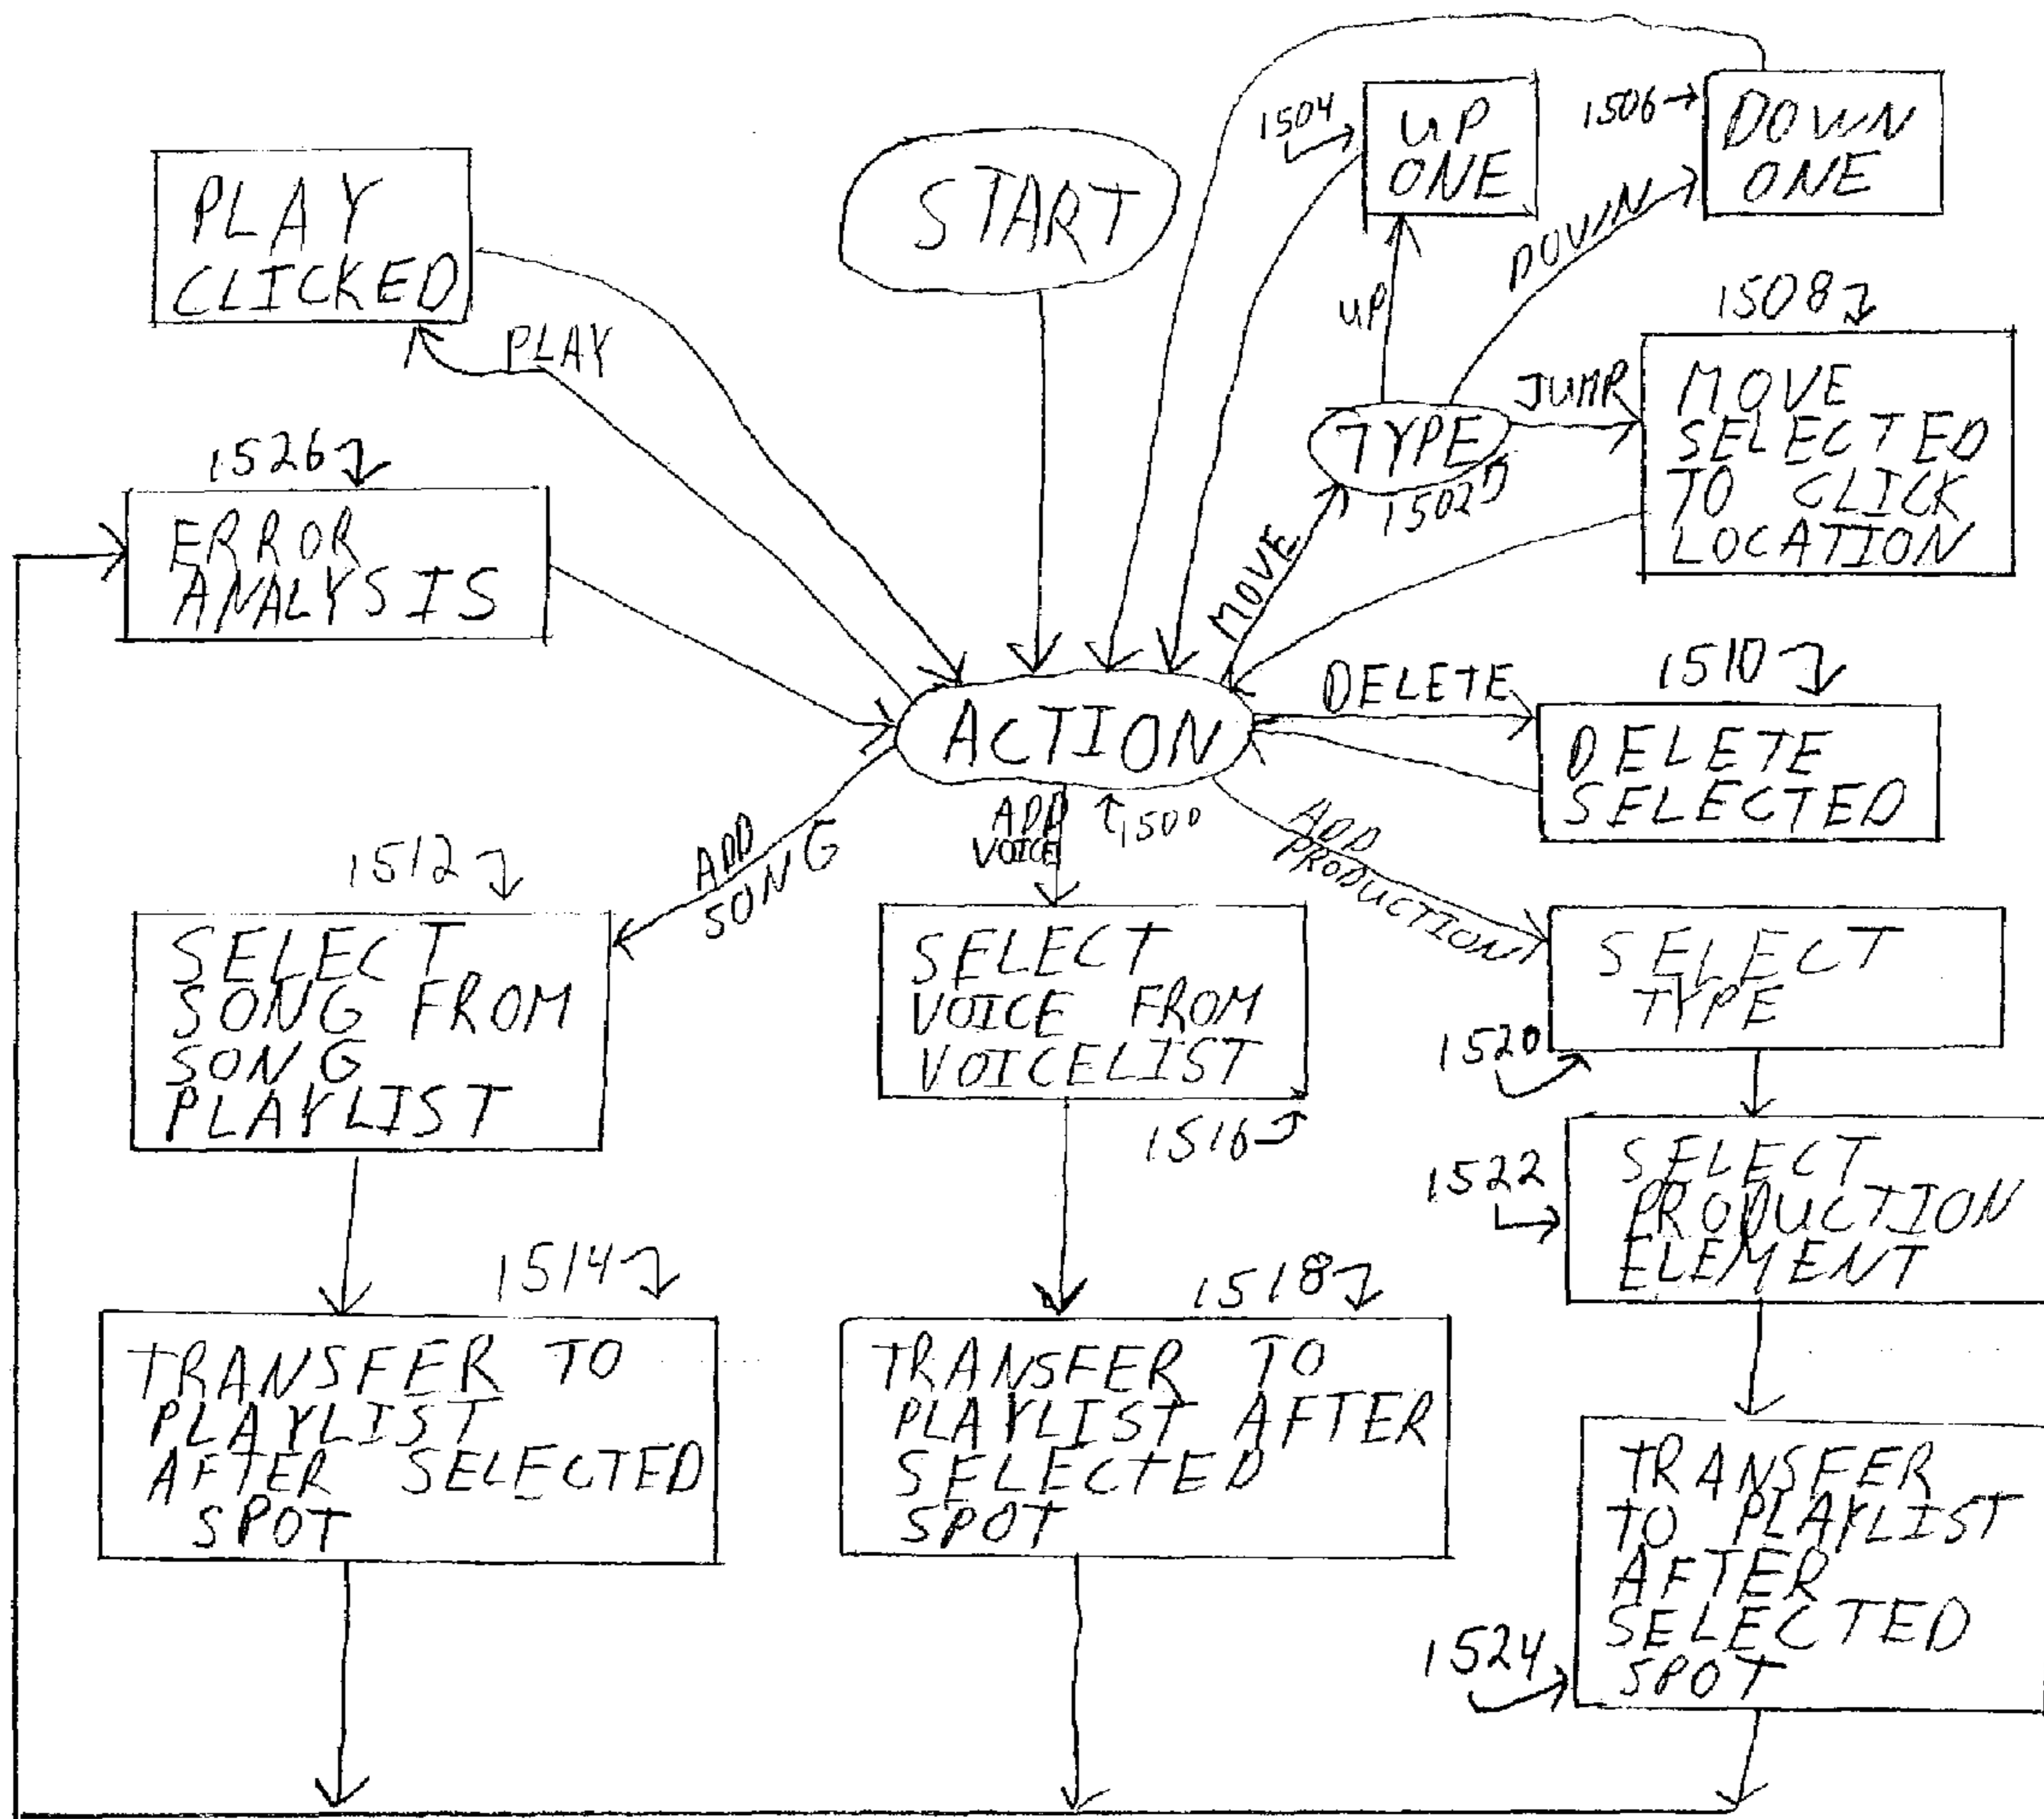 1504
UP
ONE
1506
DOWN
ONE
PLAY
CLICKED
START
PLAY
UP
DOWN
1508
JUMP
MOVE
SELECTED
TO CLICK
LOCATION
TYPE
1502
1526
ERROR
ANALYSIS
MOVE
DELETE
1510
ACTION
DELETE
SELECTED
1500
ADD
SONG
ADD
VOICE
ADD
PRODUCTION
1512
SELECT
SONG FROM
SONG
PLAYLIST
SELECT
VOICE FROM
VOICELIST
1516
SELECT
TYPE
1520
1522
SELECT
PRODUCTION
ELEMENT
1514
TRANSFER TO
PLAYLIST
AFTER SELECTED
SPOT
1518
TRANSFER TO
PLAYLIST AFTER
SELECTED
SPOT
TRANSFER
TO PLAYLIST
AFTER
SELECTED
SPOT
1524